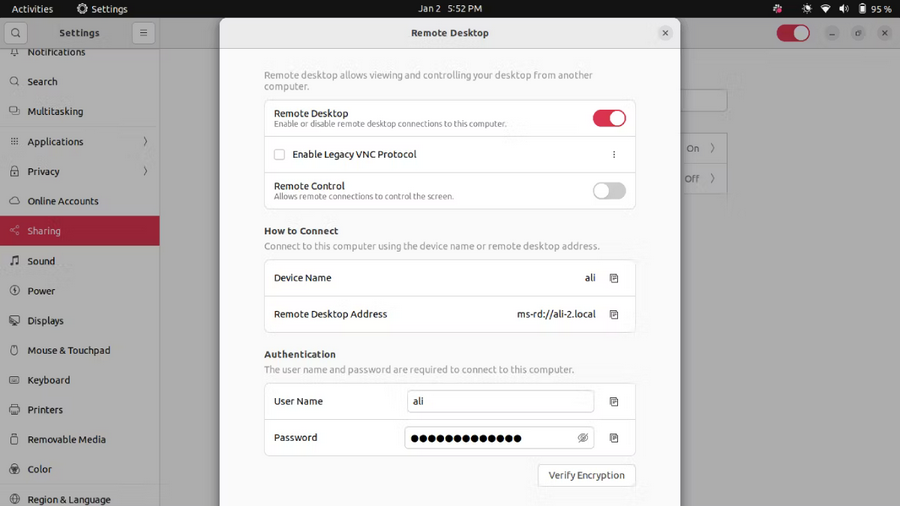 Activities
Settings
Jan 2 5:52 PM
95 %
Settings
Notifications
Search
Multitasking
Applications
Privacy
Online Accounts
Sharing
Sound
Power
Displays
Mouse & Touchpad
Keyboard
Printers
Removable Media
Color
Region & Language
Remote Desktop
Remote desktop allows viewing and controlling your desktop from another
computer.
Remote Desktop
Enable or disable remote desktop connections to this computer.
Enable Legacy VNC Protocol
Remote Control
Allows remote connections to control the screen.
How to Connect
Connect to this computer using the device name or remote desktop address.
Device Name
ali
Remote Desktop Address
ms-rd://ali-2.local
Authentication
The user name and password are required to connect to this computer.
User Name
ali
Password
●●●●●●●●●●●●●
Verify Encryption
On
Off